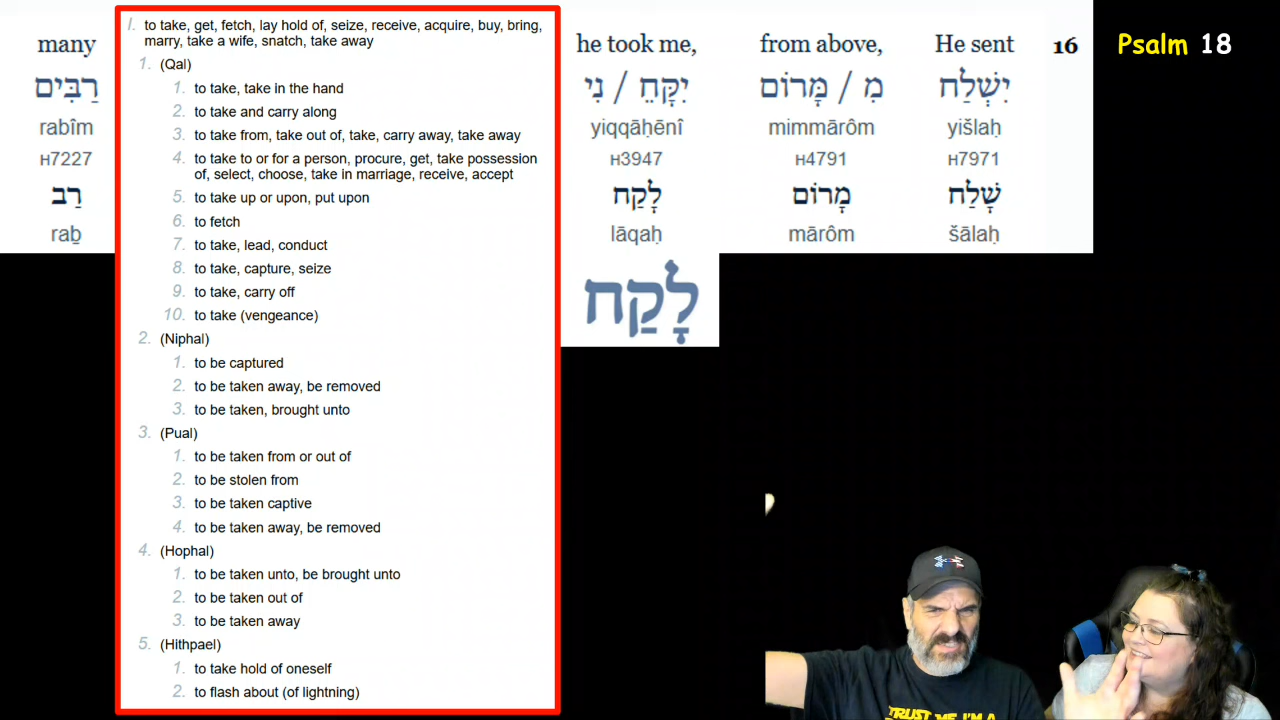 Psalm 18
16
He sent
יִשְׁלַח
yišlaḥ
H7971
שָׁלַח
šālaḥ
from above,
מִ / מָּרוֹם
mimmārôm
H4791
מָרוֹם
mārôm
he took me,
יִקָּחֵ / נִי
yiqqāḥēnî
H3947
לָקַח
lāqaḥ
לָקַח
I. to take, get, fetch, lay hold of, seize, receive, acquire, buy, bring,
marry, take a wife, snatch, take away
1. (Qal)
1. to take, take in the hand
2. to take and carry along
3. to take from, take out of, take, carry away, take away
4. to take to or for a person, procure, get, take possession
of, select, choose, take in marriage, receive, accept
5. to take up or upon, put upon
6. to fetch
7. to take, lead, conduct
8. to take, capture, seize
9. to take, carry off
10. to take (vengeance)
2. (Niphal)
1. to be captured
2. to be taken away, be removed
3. to be taken, brought unto
3. (Pual)
1. to be taken from or out of
2. to be stolen from
3. to be taken captive
4. to be taken away, be removed
4. (Hophal)
1. to be taken unto, be brought unto
2. to be taken out of
3. to be taken away
5. (Hithpael)
1. to take hold of oneself
2. to flash about (of lightning)
many
רַבִּים
rabîm
H7227
רַב
raḇ
TRUST ME, I'M A